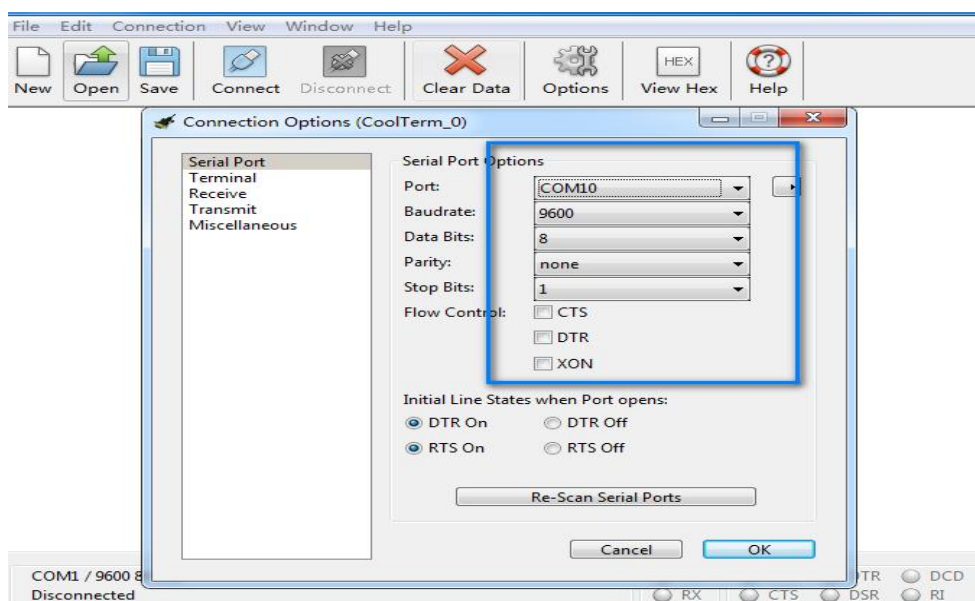 File Edit Connection View Window Help
HEX ?
New Open Save Connect Disconnect Clear Data Options View Hex Help
Connection Options (CoolTerm_0)
Serial Port
Terminal
Receive
Transmit
Miscellaneous
Serial Port Options
Port: COM10
Baudrate: 9600
Data Bits: 8
Parity: none
Stop Bits: 1
Flow Control: CTS
DTR
XON
Initial Line States when Port opens:
DTR On DTR Off
RTS On RTS Off
Re-Scan Serial Ports
Cancel OK
COM1 / 9600 8 DTR DCD
Disconnected RX CTS DSR RI